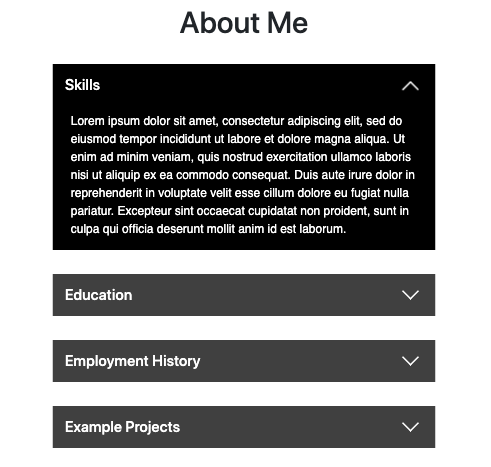 About Me
Skills
Lorem ipsum dolor sit amet, consectetur adipiscing elit, sed do
eiusmod tempor incididunt ut labore et dolore magna aliqua. Ut
enim ad minim veniam, quis nostrud exercitation ullamco laboris
nisi ut aliquip ex ea commodo consequat. Duis aute irure dolor in
reprehenderit in voluptate velit esse cillum dolore eu fugiat nulla
pariatur. Excepteur sint occaecat cupidatat non proident, sunt in
culpa qui officia deserunt mollit anim id est laborum.
Education
Employment History
Example Projects